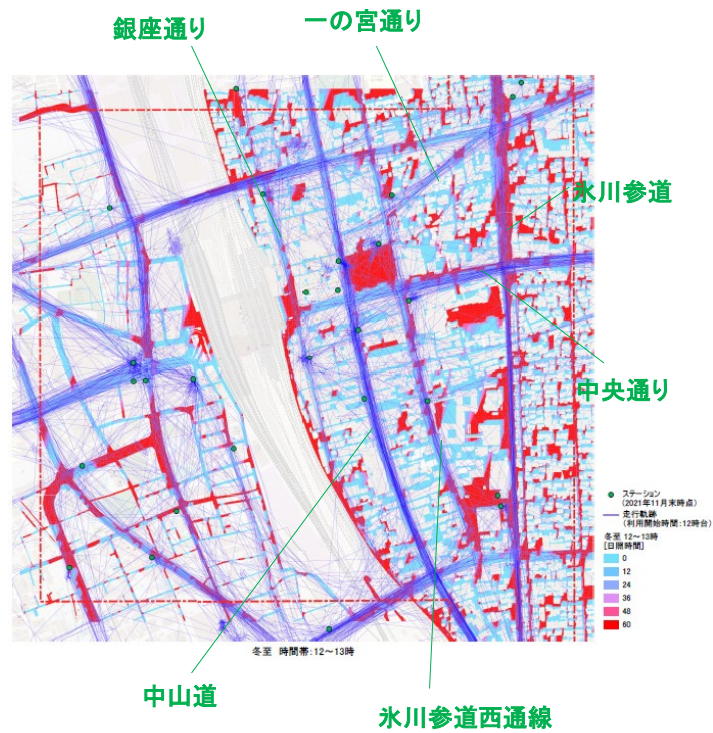 一の宮通り
銀座通り
氷川参道
中央通り
ステーション
(2021年11月末時点)
走行軌跡
(利用開始時間:12時台)
冬至 12~13時
[日照時間]
0
12
24
36
48
60
冬至 時間帯:12~13時
中山道
氷川参道西通線